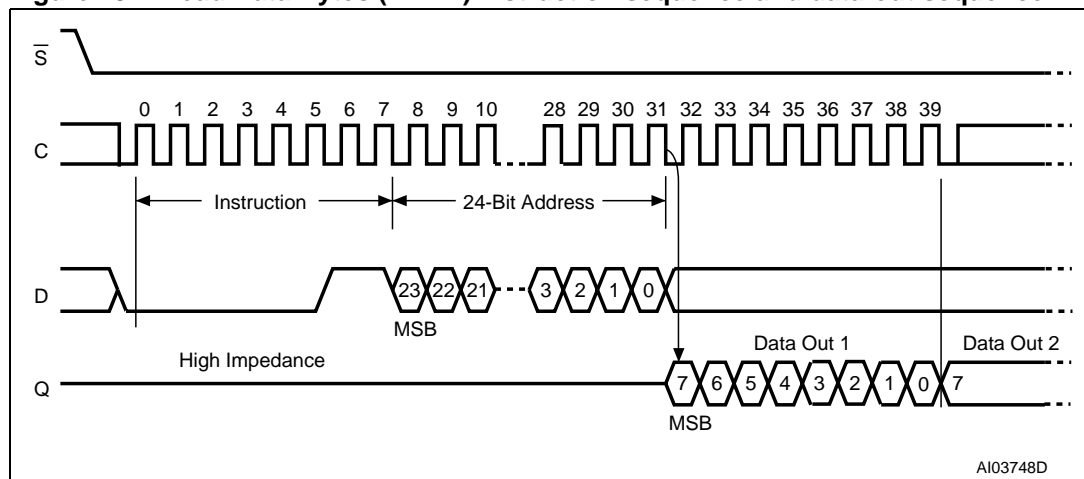 S
0 1 2 3 4 5 6 7 8 9 10 28 29 30 31 32 33 34 35 36 37 38 39
C
Instruction 24-Bit Address
D 23 22 21 3 2 1 0
MSB
High Impedance Data Out 1 Data Out 2
Q 7 6 5 4 3 2 1 0 7
MSB
AI03748D